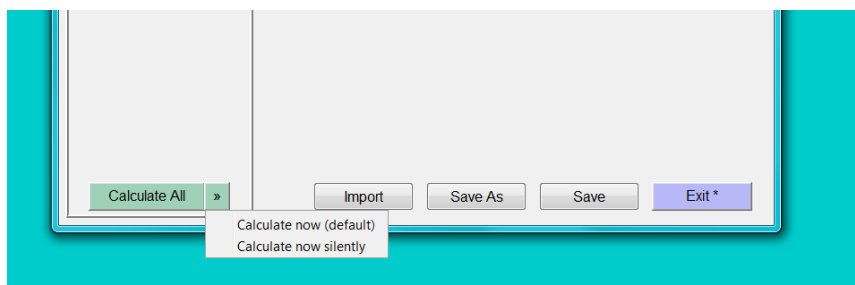 Calculate All » Import Save As Save Exit *
Calculate now (default)
Calculate now silently